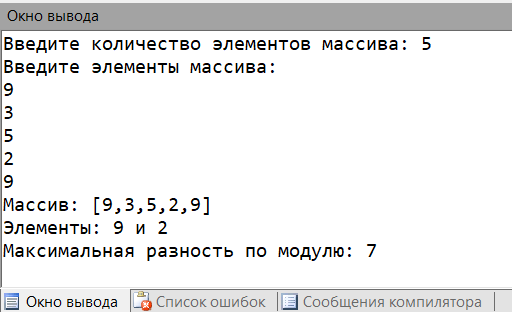 Окно вывода
Введите количество элементов массива: 5
Введите элементы массива:
9
3
5
2
9
Массив: [9,3,5,2,9]
Элементы: 9 и 2
Максимальная разность по модулю: 7
Окно вывода Список ошибок Сообщения компилятора